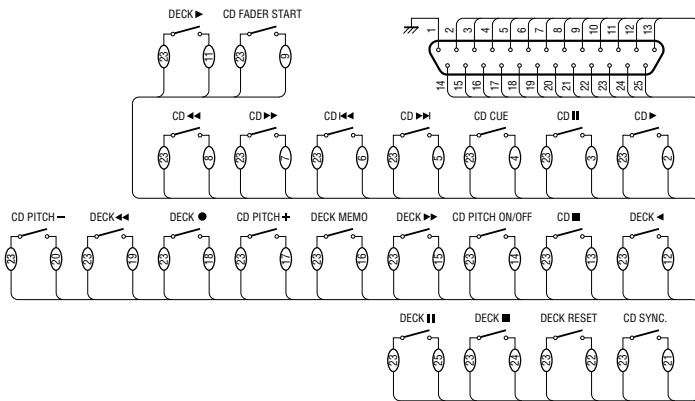 DECK ► CD FADER START
23 11 23 9
1 2 3 4 5 6 7 8 9 10 11 12 13
14 15 16 17 18 19 20 21 22 23 24 25
CD ◄◄ CD ►► CD I◄◄ CD ►►I CD CUE CD ❚❚ CD ►
23 8 23 7 23 6 23 5 23 4 23 3 23 2
CD PITCH − DECK ◄◄ DECK ● CD PITCH + DECK MEMO DECK ►► CD PITCH ON/OFF CD ■ DECK ◄
23 20 23 19 23 18 23 17 23 16 23 15 23 14 23 13 23 12
DECK ❚❚ DECK ■ DECK RESET CD SYNC.
23 25 23 24 23 22 23 21